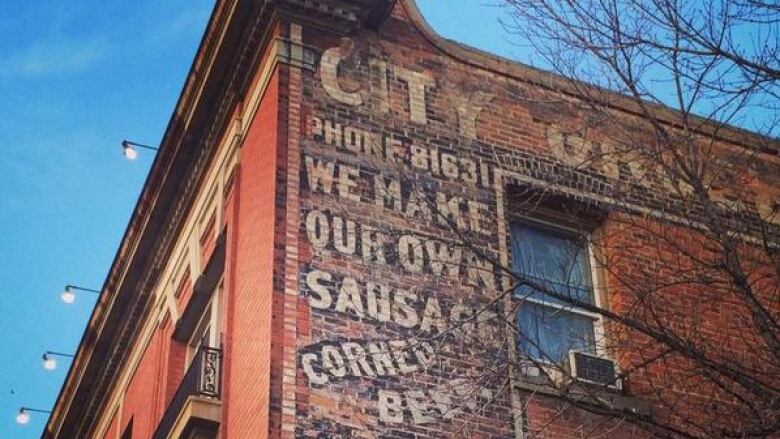 CITY
PHONE 81631
WE MAKE
OUR OWN
SAUSAGE
CORNED
BEEF